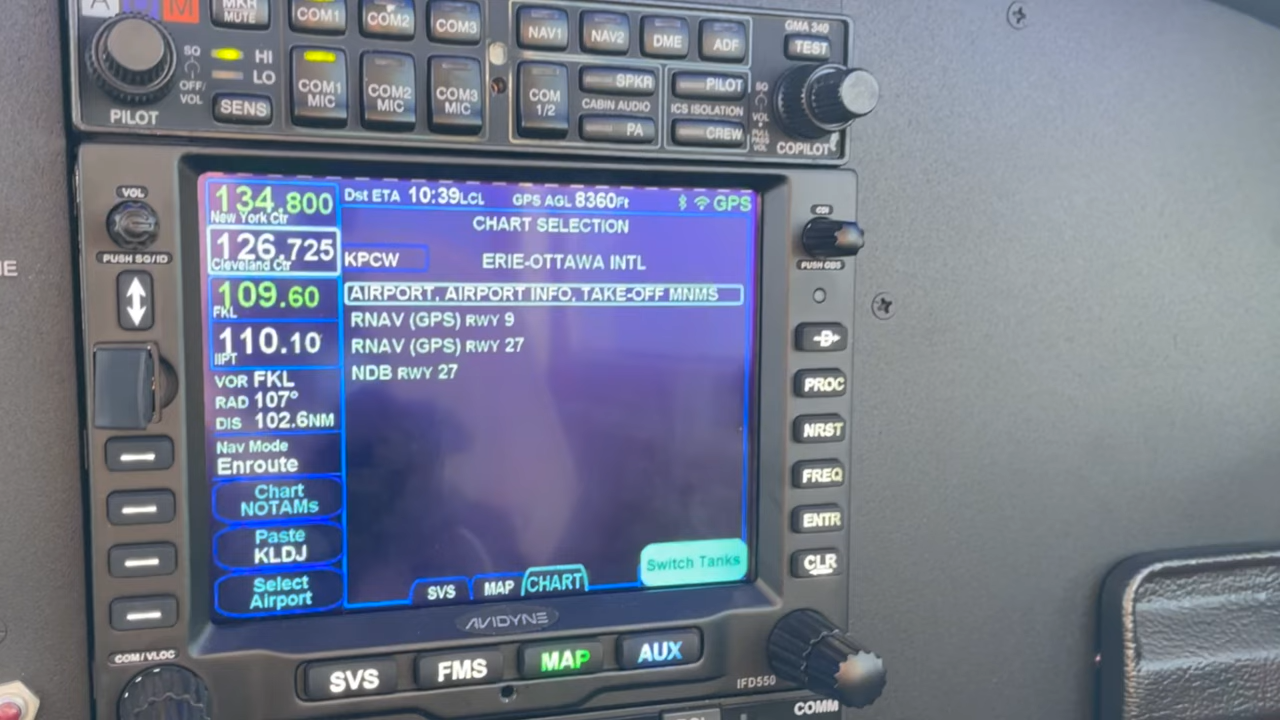 A M
MKR MUTE
COM1
COM2
COM3
NAV1
NAV2
DME
ADF
GMA 340
TEST
SQ
OFF/
VOL
HI
LO
SENS
COM1
MIC
COM2
MIC
COM3
MIC
COM
1/2
SPKR
CABIN AUDIO
PA
PILOT
ICS ISOLATION
CREW
SQ
VOL
PILOT
COPILOT
VOL
PUSH SQ/ID
134.800
New York Ctr
126.725
Cleveland Ctr
109.60
FKL
110.10
IIPT
VOR FKL
RAD 107°
DIS 102.6NM
Nav Mode
Enroute
Chart
NOTAMs
Paste
KLDJ
Select
Airport
Dst ETA 10:39LCL GPS AGL 8360Ft GPS
CHART SELECTION
KPCW ERIE-OTTAWA INTL
AIRPORT, AIRPORT INFO, TAKE-OFF MNMS
RNAV (GPS) RWY 9
RNAV (GPS) RWY 27
NDB RWY 27
Switch Tanks
SVS MAP CHART
AVIDYNE
CDI
PUSH OBS
D
PROC
NRST
FREQ
ENTR
CLR
COM/VLOC
SVS
FMS
MAP
AUX
IFD550
COMM